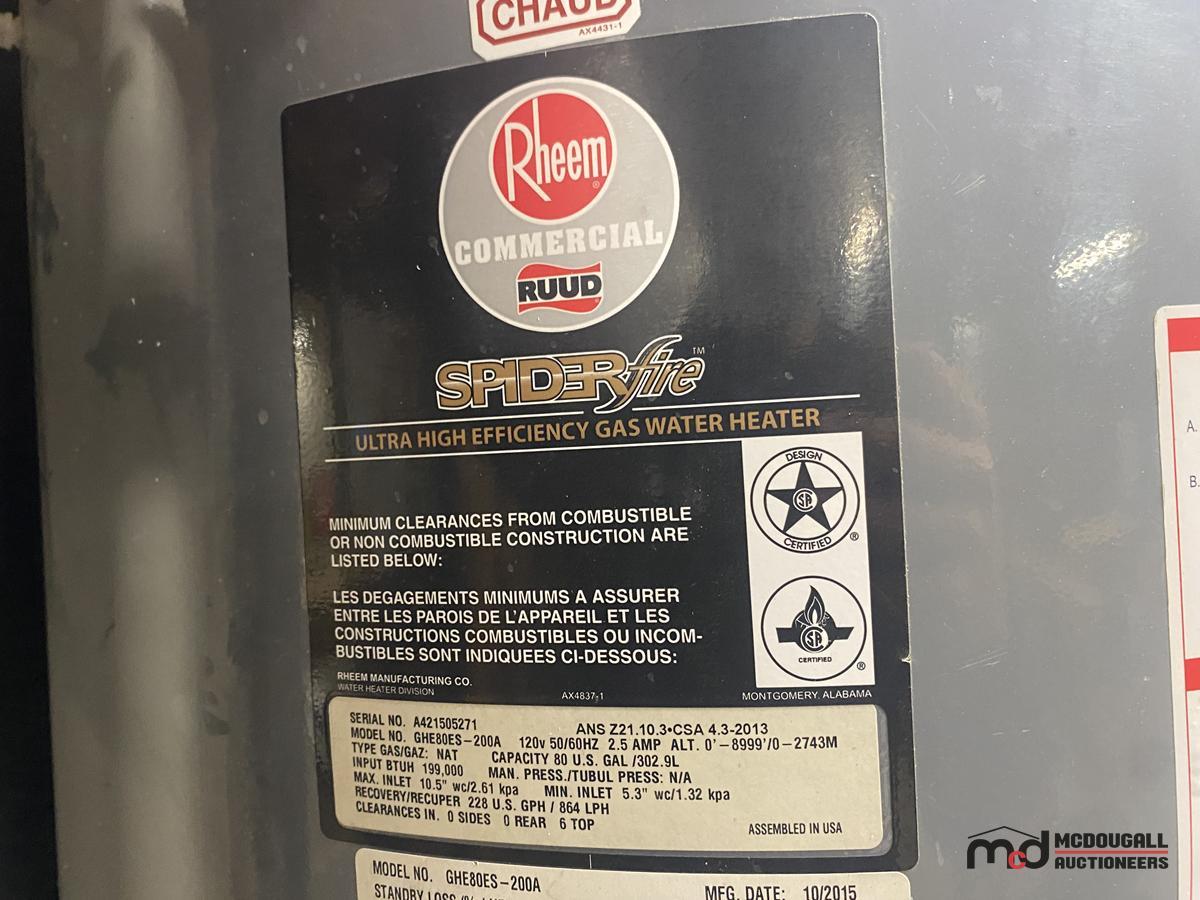 CHAUD
AX4431-1
Rheem®
COMMERCIAL
RUUD
SPIDERfire™
ULTRA HIGH EFFICIENCY GAS WATER HEATER
DESIGN
CERTIFIED ®
MINIMUM CLEARANCES FROM COMBUSTIBLE
OR NON COMBUSTIBLE CONSTRUCTION ARE
LISTED BELOW:
LES DEGAGEMENTS MINIMUMS A ASSURER
ENTRE LES PAROIS DE L'APPAREIL ET LES
CONSTRUCTIONS COMBUSTIBLES OU INCOM-
BUSTIBLES SONT INDIQUEES CI-DESSOUS:
CERTIFIED ®
RHEEM MANUFACTURING CO.
WATER HEATER DIVISION AX4837-1 MONTGOMERY, ALABAMA
SERIAL NO. A421505271 ANS Z21.10.3•CSA 4.3-2013
MODEL NO. GHE80ES-200A 120v 50/60HZ 2.5 AMP ALT. 0'-8999'/0-2743M
TYPE GAS/GAZ: NAT CAPACITY 80 U.S. GAL /302.9L
INPUT BTUH 199,000 MAN. PRESS./TUBUL PRESS: N/A
MAX. INLET 10.5" wc/2.61 kpa MIN. INLET 5.3" wc/1.32 kpa
RECOVERY/RECUPER 228 U.S. GPH / 864 LPH
CLEARANCES IN. 0 SIDES 0 REAR 6 TOP ASSEMBLED IN USA
MODEL NO. GHE80ES-200A MFG. DATE: 10/2015
STANDBY LOSS
A.
B.
mcd MCDOUGALL
AUCTIONEERS